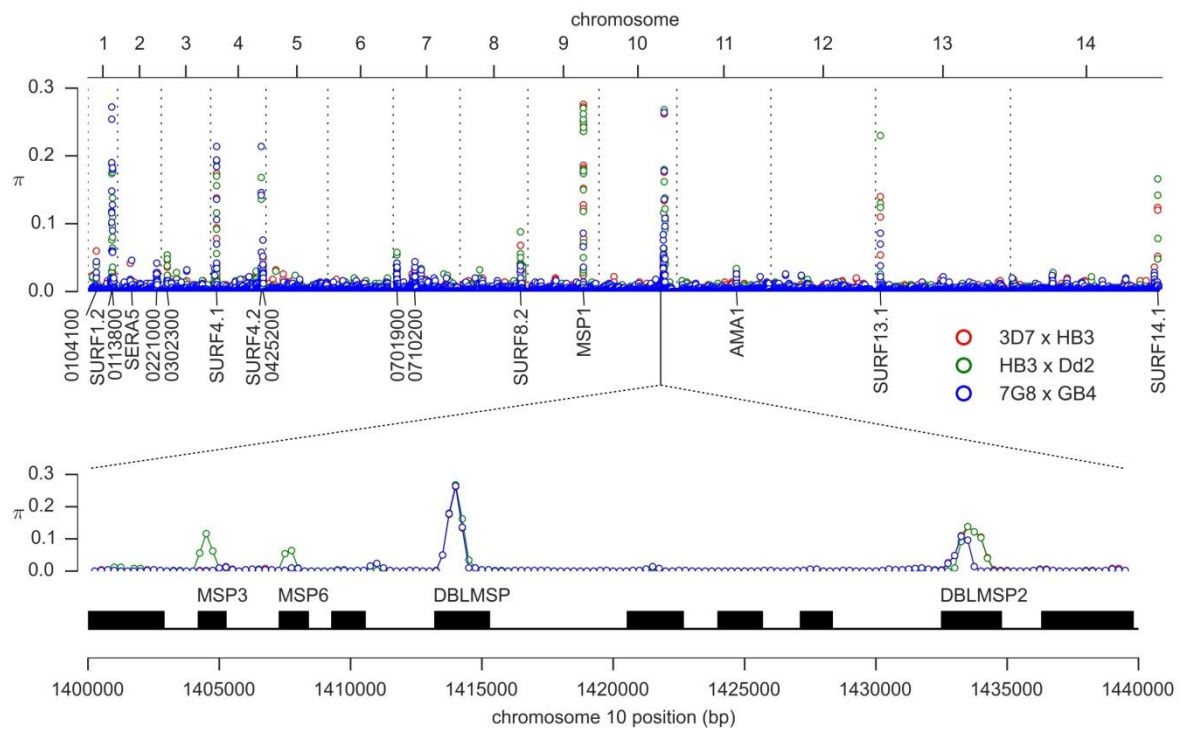 chromosome
1 2 3 4 5 6 7 8 9 10 11 12 13 14
0.3
0.2
π
0.1
0.0
0104100
SURF1.2
0113800
SERA5
0221000
0302300
SURF4.1
SURF4.2
0425200
0701900
0710200
SURF8.2
MSP1
AMA1
SURF13.1
SURF14.1
3D7 x HB3
HB3 x Dd2
7G8 x GB4
0.3
0.2
π
0.1
0.0
MSP3 MSP6 DBLMSP DBLMSP2
1400000 1405000 1410000 1415000 1420000 1425000 1430000 1435000 1440000
chromosome 10 position (bp)